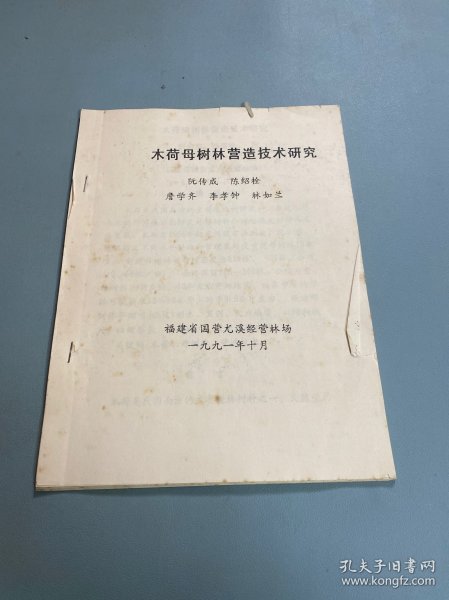 木荷母树林营造技术研究
阮传成 陈绍栓
詹学齐 李孝钟 林如兰
福建省国营尤溪经营林场
一九九一年十月
孔夫子旧书网
www.kongfz.com